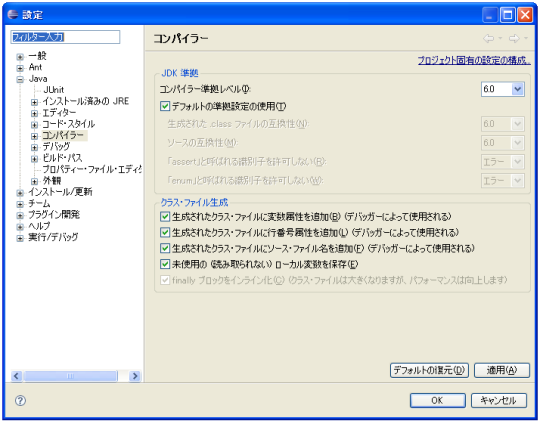 設定
フィルター入力
コンパイラー
一般
Ant
Java
JUnit
インストール済みの JRE
エディター
コード・スタイル
コンパイラー
デバッグ
ビルド・パス
プロパティー・ファイル・エディ
外観
インストール/更新
チーム
プラグイン開発
ヘルプ
実行/デバッグ
プロジェクト固有の設定の構成...
JDK 準拠
コンパイラー準拠レベル(I):
6.0
デフォルトの準拠設定の使用(T)
生成された .class ファイルの互換性(N):
6.0
ソースの互換性(M):
6.0
「assert」と呼ばれる識別子を許可しない(R):
エラー
「enum」と呼ばれる識別子を許可しない(W):
エラー
クラス・ファイル生成
生成されたクラス・ファイルに変数属性を追加(B) (デバッガーによって使用される)
生成されたクラス・ファイルに行番号属性を追加(L) (デバッガーによって使用される)
生成されたクラス・ファイルにソース・ファイル名を追加(F) (デバッガーによって使用される)
未使用の (読み取られない) ローカル変数を保存(E)
finally ブロックをインライン化(C) (クラス・ファイルは大きくなりますが、パフォーマンスは向上します)
デフォルトの復元(D)
適用(A)
OK
キャンセル